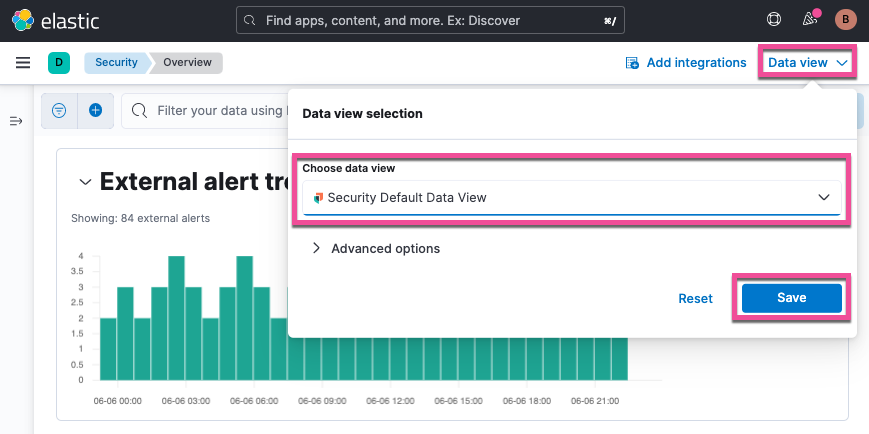 elastic
Find apps, content, and more. Ex: Discover
⌘/
B
D
Security
Overview
Add integrations
Data view
Filter your data using
Data view selection
Choose data view
Security Default Data View
Advanced options
Reset
Save
External alert tre
Showing: 84 external alerts
4
3.5
3
2.5
2
1.5
1
0.5
0
06-06 00:00
06-06 03:00
06-06 06:00
06-06 09:00
06-06 12:00
06-06 15:00
06-06 18:00
06-06 21:00